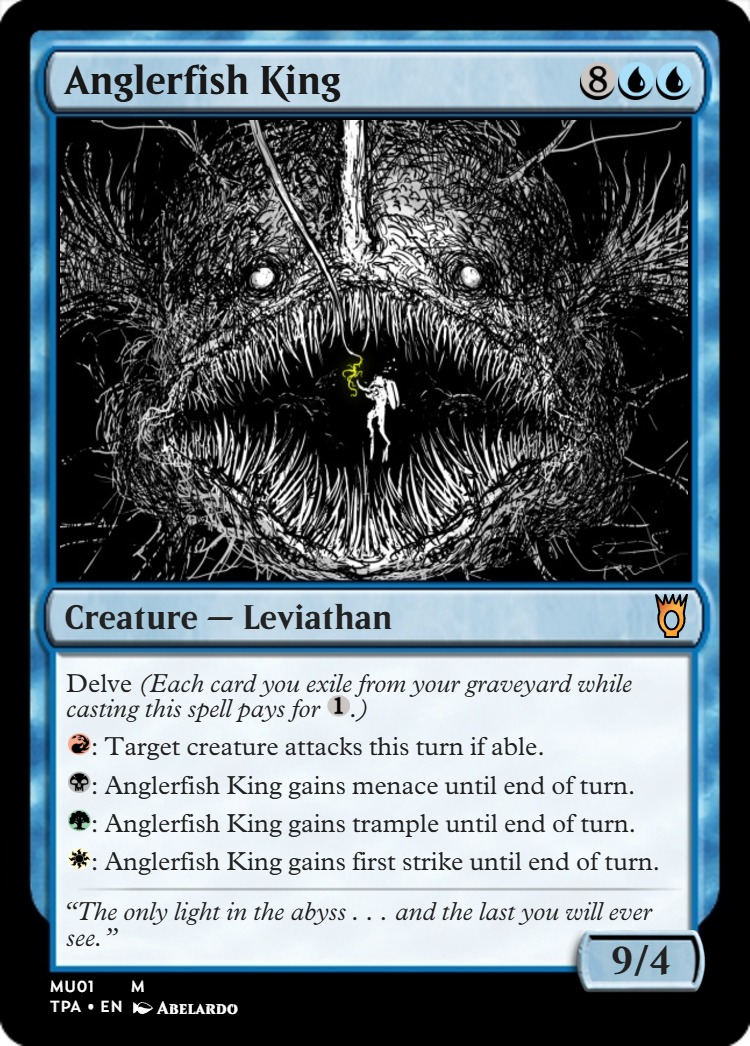 Anglerfish King 8
Creature — Leviathan
Delve (Each card you exile from your graveyard while
casting this spell pays for 1.)
: Target creature attacks this turn if able.
: Anglerfish King gains menace until end of turn.
: Anglerfish King gains trample until end of turn.
: Anglerfish King gains first strike until end of turn.
“The only light in the abyss . . . and the last you will ever
see.”
9/4
MU01 M
TPA • EN ABELARDO